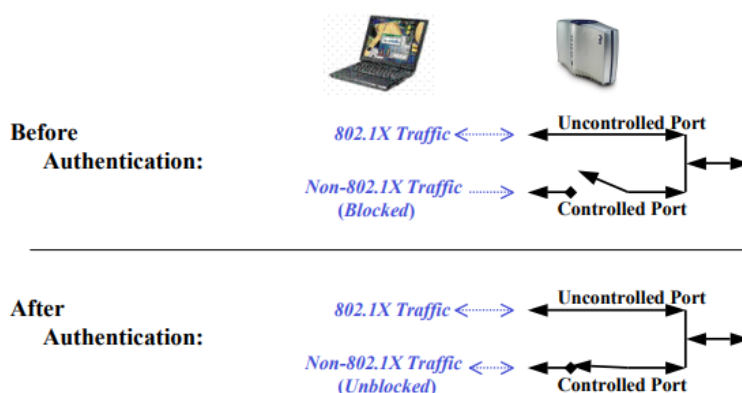 Before
Authentication:
802.1X Traffic
Uncontrolled Port
Non-802.1X Traffic
(Blocked)
Controlled Port
After
Authentication:
802.1X Traffic
Uncontrolled Port
Non-802.1X Traffic
(Unblocked)
Controlled Port